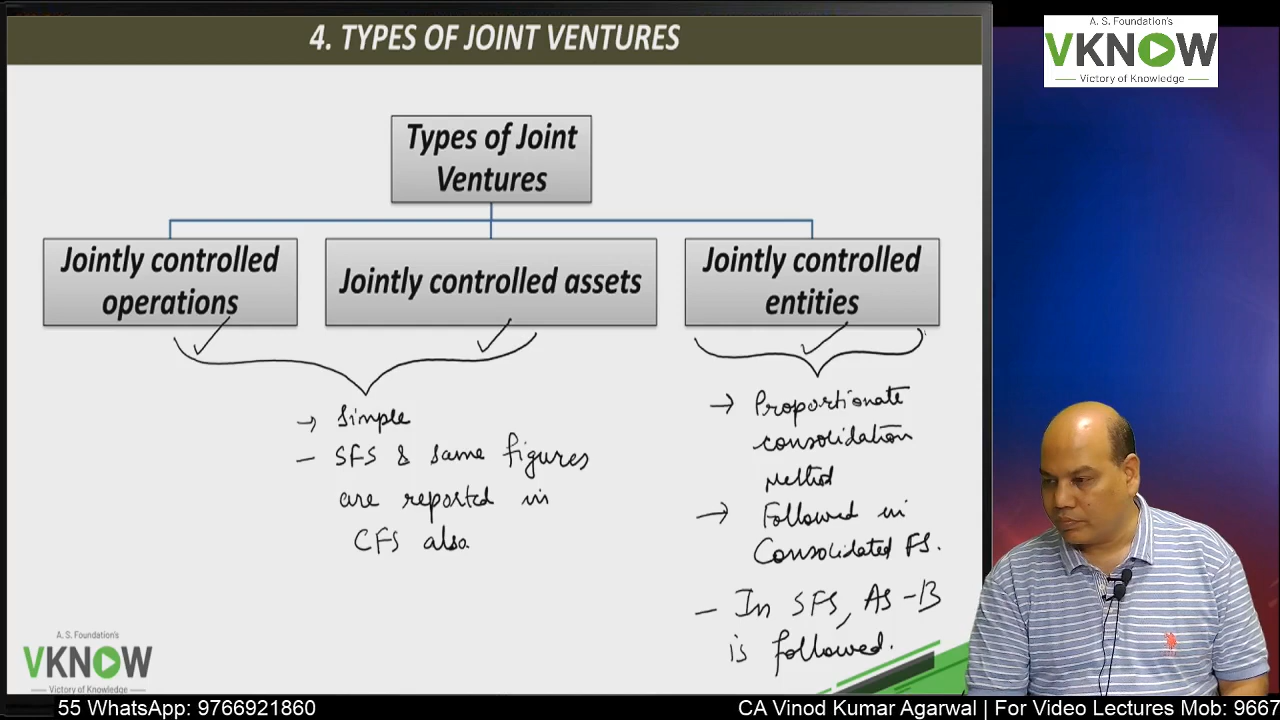 4. TYPES OF JOINT VENTURES
A. S. Foundation's
VKNOW
Victory of Knowledge
Types of Joint
Ventures
Jointly controlled
operations
Jointly controlled assets
Jointly controlled
entities
→ Simple
– SFS & same figures
are reported in
CFS also
→ Proportionate
consolidation
Method
→ Followed in
Consolidated FS.
– In SFS, AS-13
is followed.
A. S. Foundation's
VKNOW
Victory of Knowledge
55 WhatsApp: 9766921860
CA Vinod Kumar Agarwal | For Video Lectures Mob: 9667